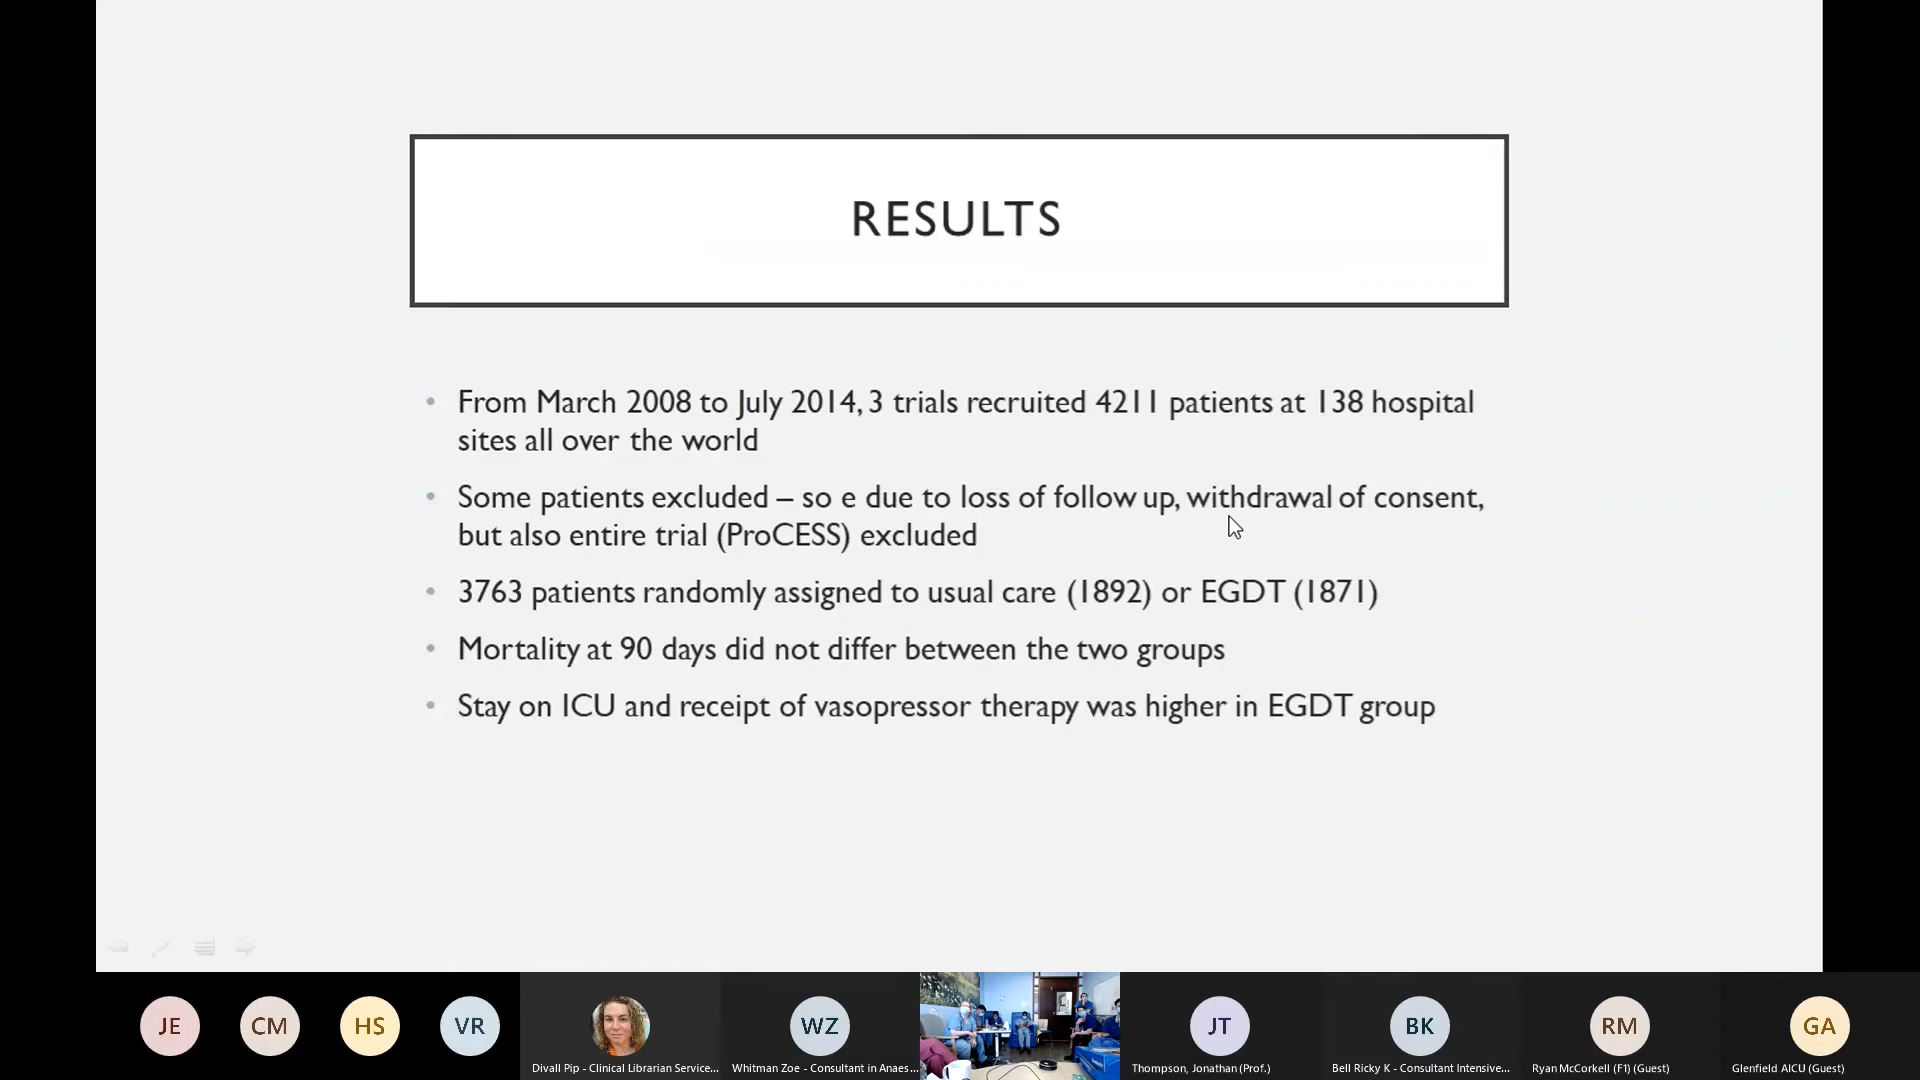 RESULTS
• From March 2008 to July 2014, 3 trials recruited 4211 patients at 138 hospital
sites all over the world
• Some patients excluded – so e due to loss of follow up, withdrawal of consent,
but also entire trial (ProCESS) excluded
• 3763 patients randomly assigned to usual care (1892) or EGDT (1871)
• Mortality at 90 days did not differ between the two groups
• Stay on ICU and receipt of vasopressor therapy was higher in EGDT group
JE
CM
HS
VR
WZ
JT
BK
RM
GA
Divall Pip - Clinical Librarian Service...
Whitman Zoe - Consultant in Anaes...
Thompson, Jonathan (Prof.)
Bell Ricky K - Consultant Intensive...
Ryan McCorkell (F1) (Guest)
Glenfield AICU (Guest)